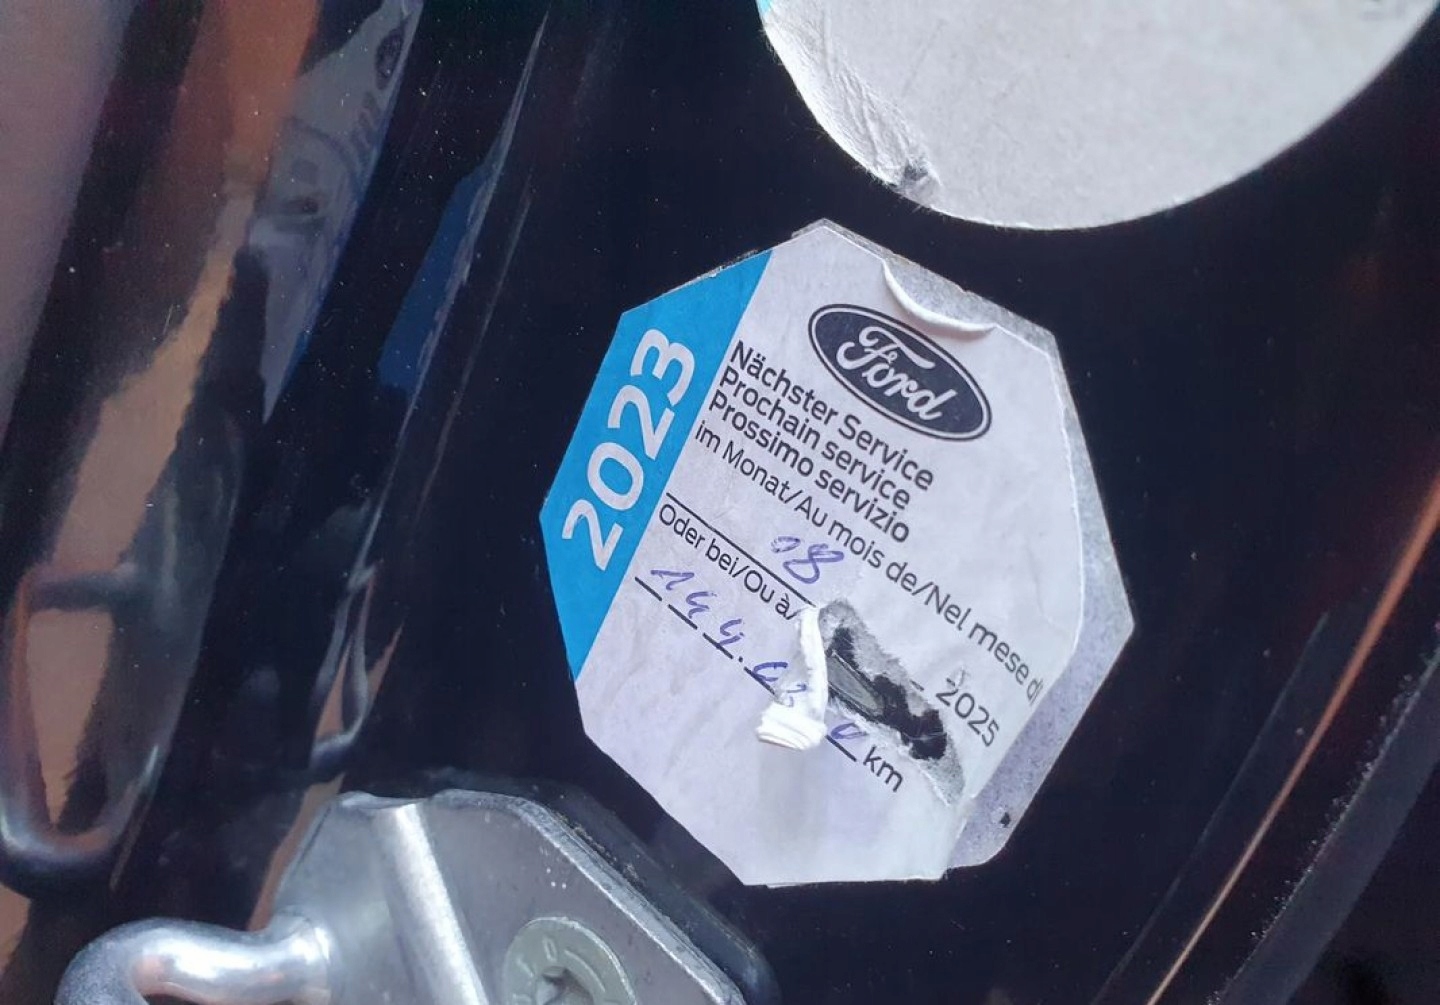 2023
Ford
Nächster Service
Prochain service
Prossimo servizio
im Monat/Au mois de/Nel mese di
08
2025
Oder bei/Ou à/
km